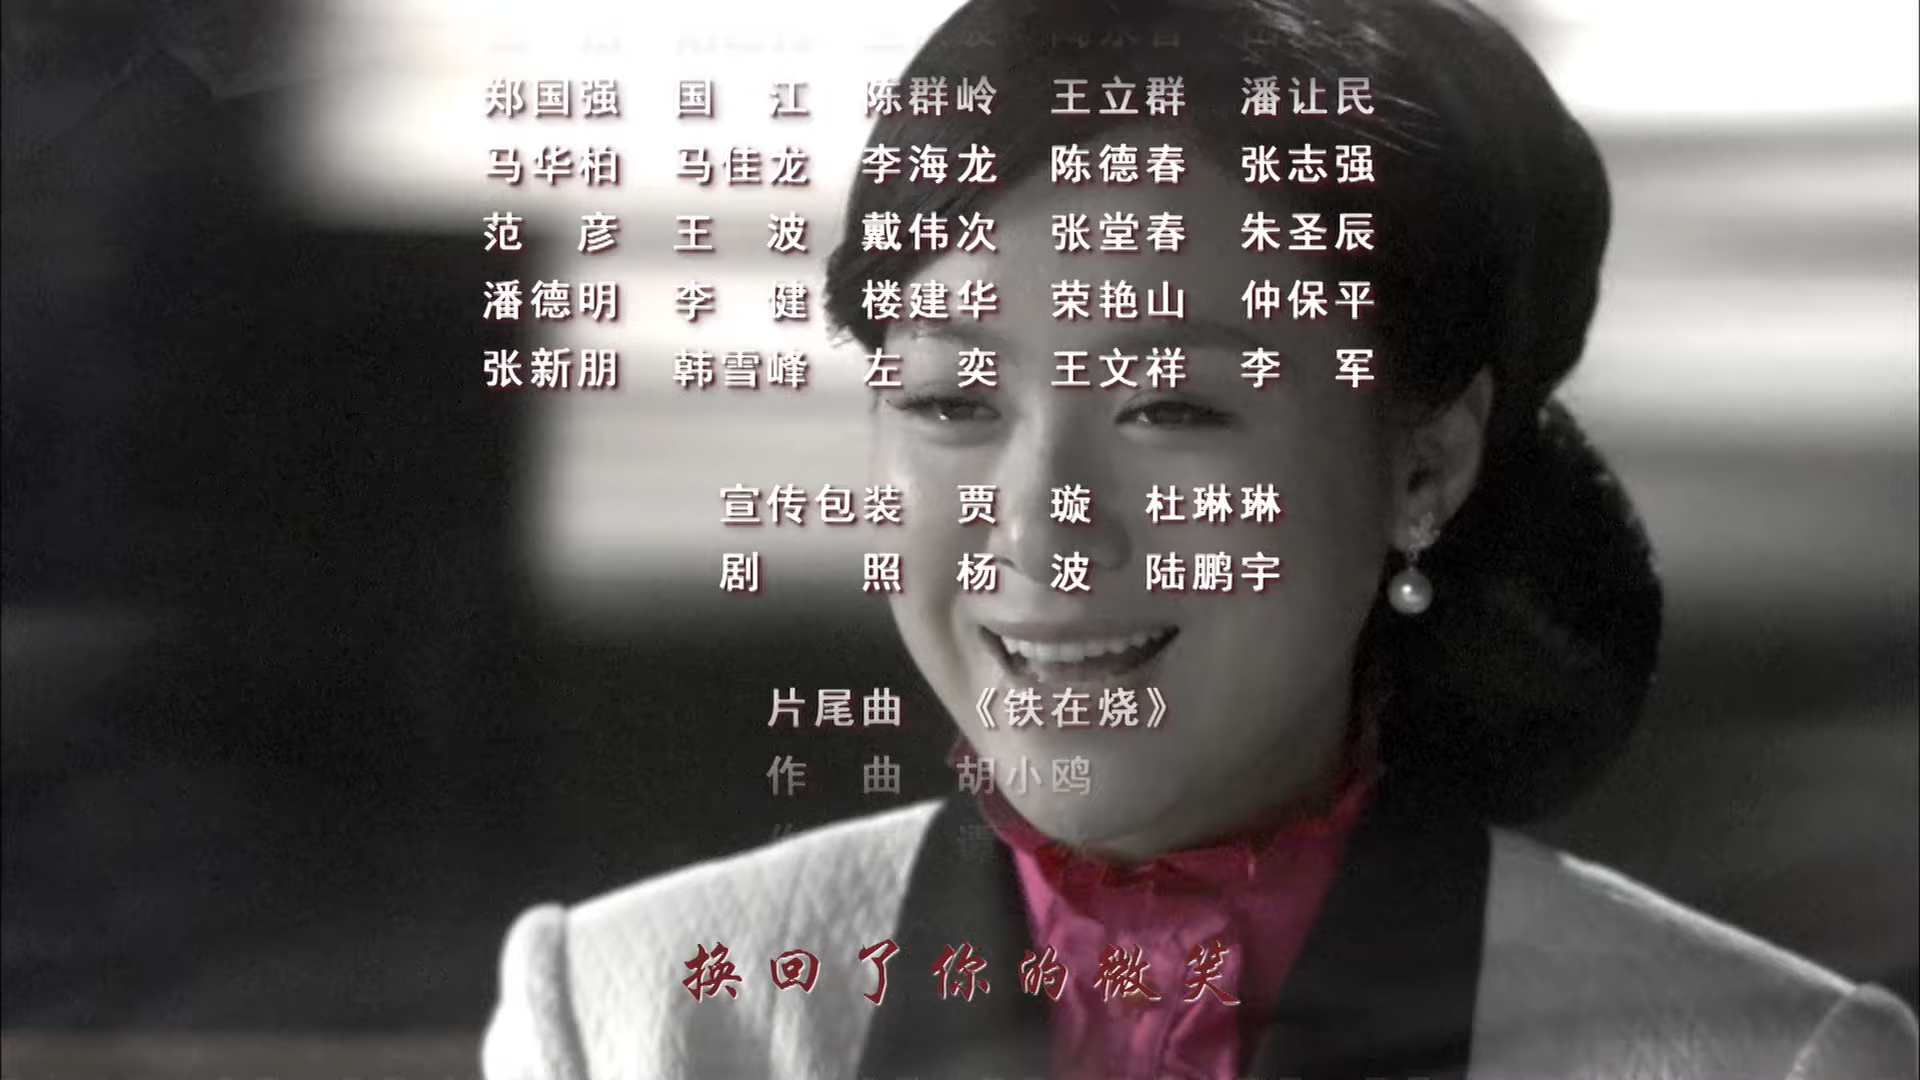 郑国强 国江 陈群岭 王立群 潘让民
马华柏 马佳龙 李海龙 陈德春 张志强
范彦 王波 戴伟次 张堂春 朱圣辰
潘德明 李健 楼建华 荣艳山 仲保平
张新朋 韩雪峰 左奕 王文祥 李军
宣传包装 贾璇 杜琳琳
剧照 杨波 陆鹏宇
片尾曲 《铁在烧》
作曲 胡小鸥
换回了你的微笑